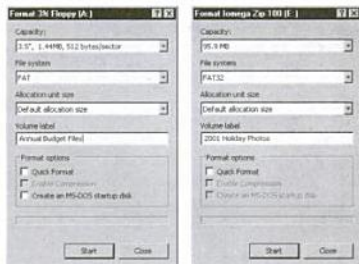 Format 3½ Floppy (A:)
Capacity:
3.5", 1.44MB, 512 bytes/sector
File system
FAT
Allocation unit size
Default allocation size
Volume label
Annual Budget Files
Format options
Quick Format
Enable Compression
Create an MS-DOS startup disk
Start
Close
Format Iomega Zip 100 (E:)
Capacity:
95.9 MB
File system
FAT32
Allocation unit size
Default allocation size
Volume label
2001 Holiday Photos
Format options
Quick Format
Enable Compression
Create an MS-DOS startup disk
Start
Close